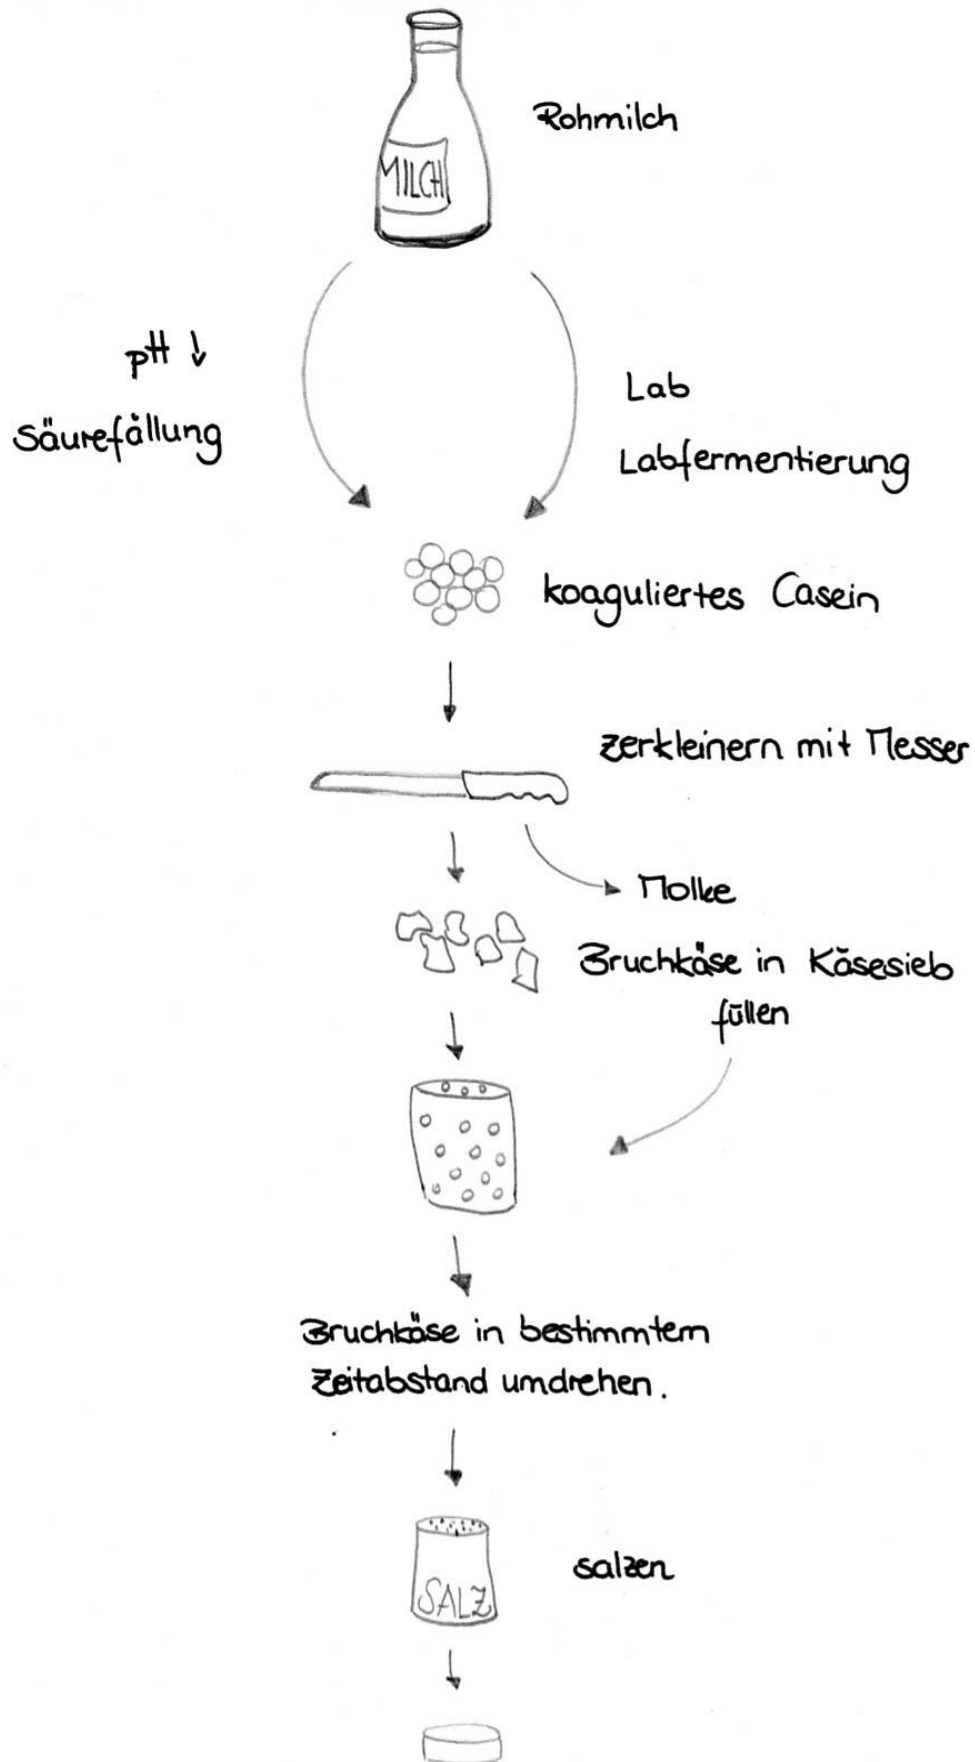 MILCH
Rohmilch
pH ↓
Säurefällung
Lab
Labfermentierung
koaguliertes Casein
zerkleinern mit Messer
Molke
Bruchkäse in Käsesieb
füllen
Bruchkäse in bestimmtem
Zeitabstand umdrehen.
SALZ
salzen